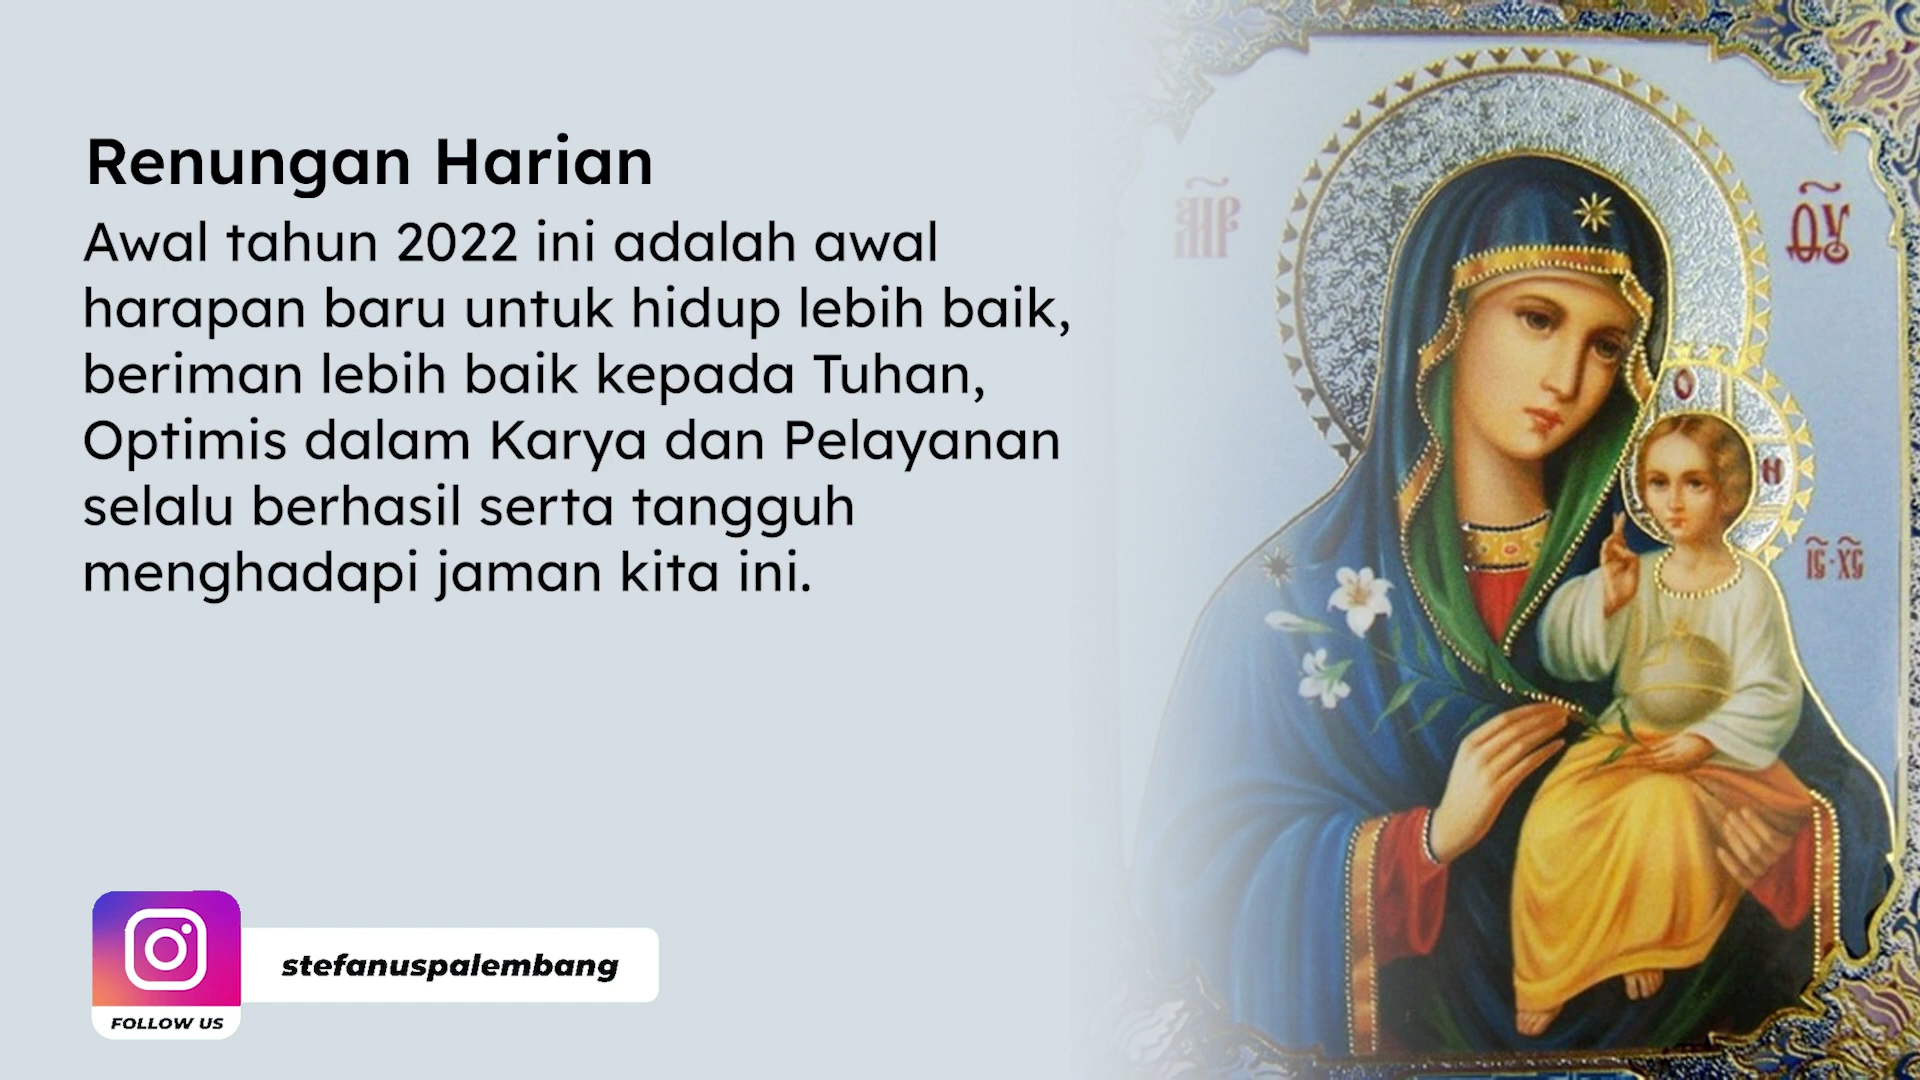 Renungan Harian
Awal tahun 2022 ini adalah awal
harapan baru untuk hidup lebih baik,
beriman lebih baik kepada Tuhan,
Optimis dalam Karya dan Pelayanan
selalu berhasil serta tangguh
menghadapi jaman kita ini.
О
Н
І҃С·Х҃С
stefanuspalembang
FOLLOW US